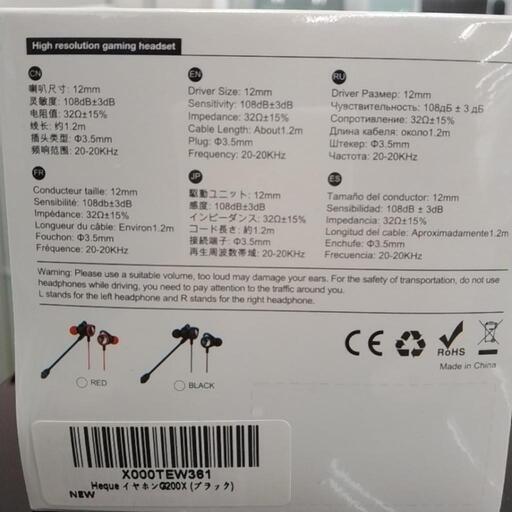 High resolution gaming headset
CN
喇叭尺寸: 12mm
灵敏度: 108dB±3dB
电阻值: 32Ω±15%
线长: 约1.2m
插头类型: Φ3.5mm
频响范围: 20-20KHz
EN
Driver Size: 12mm
Sensitivity: 108dB±3dB
Impedance: 32Ω±15%
Cable Length: About1.2m
Plug: Φ3.5mm
Frequency: 20-20KHz
RU
Driver Размер: 12mm
Чувствительность: 108дБ ± 3 дБ
Сопротивление: 32Ω±15%
Длина кабеля: около1.2m
Штекер: Φ3.5mm
Частота: 20-20KHz
FR
Conducteur taille: 12mm
Sensibilité: 108db±3dB
Impédance: 32Ω±15%
Longueur du câble: Environ1.2m
Fouchon: Φ3.5mm
Fréquence: 20-20KHz
JP
駆動ユニット: 12mm
感度: 108dB±3dB
インピーダンス: 32Ω±15%
コード長さ: 約1.2m
接続端子: Φ3.5mm
再生周波数帯域: 20-20KHz
ES
Tamaño del conductor: 12mm
Sensibilidad: 108dB ± 3dB
Impedancia: 32Ω±15%
Longitud del cable: Aproximadamente1.2m
Enchufe: Φ3.5mm
Frecuencia: 20-20KHz
Warning: Please use a suitable volume, too loud may damage your ears. For the safety of transportation, do not use
headphones while driving, you need to pay attention to the traffic around you.
L stands for the left headphone and R stands for the right headphone.
RED
BLACK
CE
RoHS
Made in China
X000TEW361
Heque イヤホンG200X (ブラック)
NEW